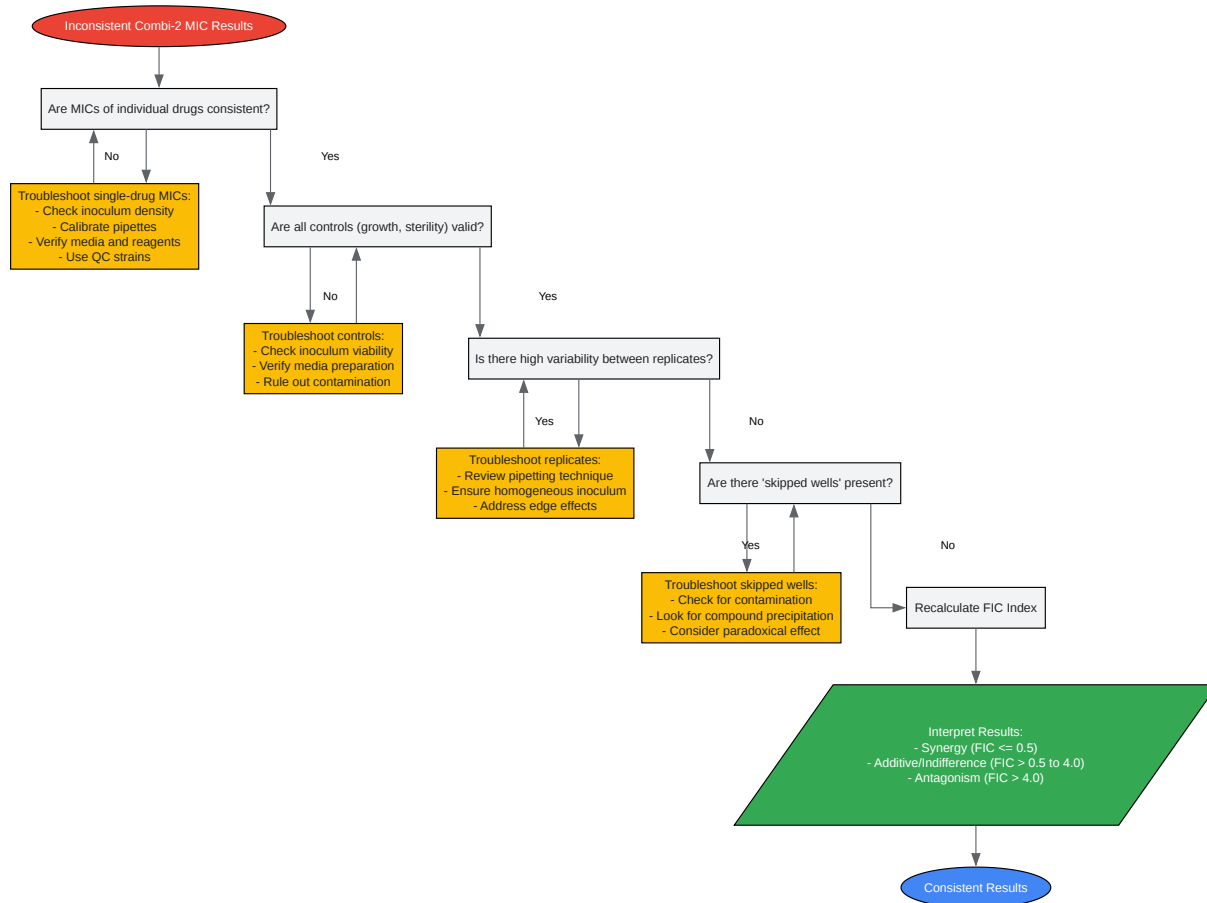 Inconsistent Combi-2 MIC Results
Are MICs of individual drugs consistent?
No
Yes
Troubleshoot single-drug MICs:
- Check inoculum density
- Calibrate pipettes
- Verify media and reagents
- Use QC strains
Are all controls (growth, sterility) valid?
No
Yes
Troubleshoot controls:
- Check inoculum viability
- Verify media preparation
- Rule out contamination
Is there high variability between replicates?
Yes
No
Troubleshoot replicates:
- Review pipetting technique
- Ensure homogeneous inoculum
- Address edge effects
Are there 'skipped wells' present?
Yes
No
Troubleshoot skipped wells:
- Check for contamination
- Look for compound precipitation
- Consider paradoxical effect
Recalculate FIC Index
Interpret Results:
- Synergy (FIC <= 0.5)
- Additive/Indifference (FIC > 0.5 to 4.0)
- Antagonism (FIC > 4.0)
Consistent Results